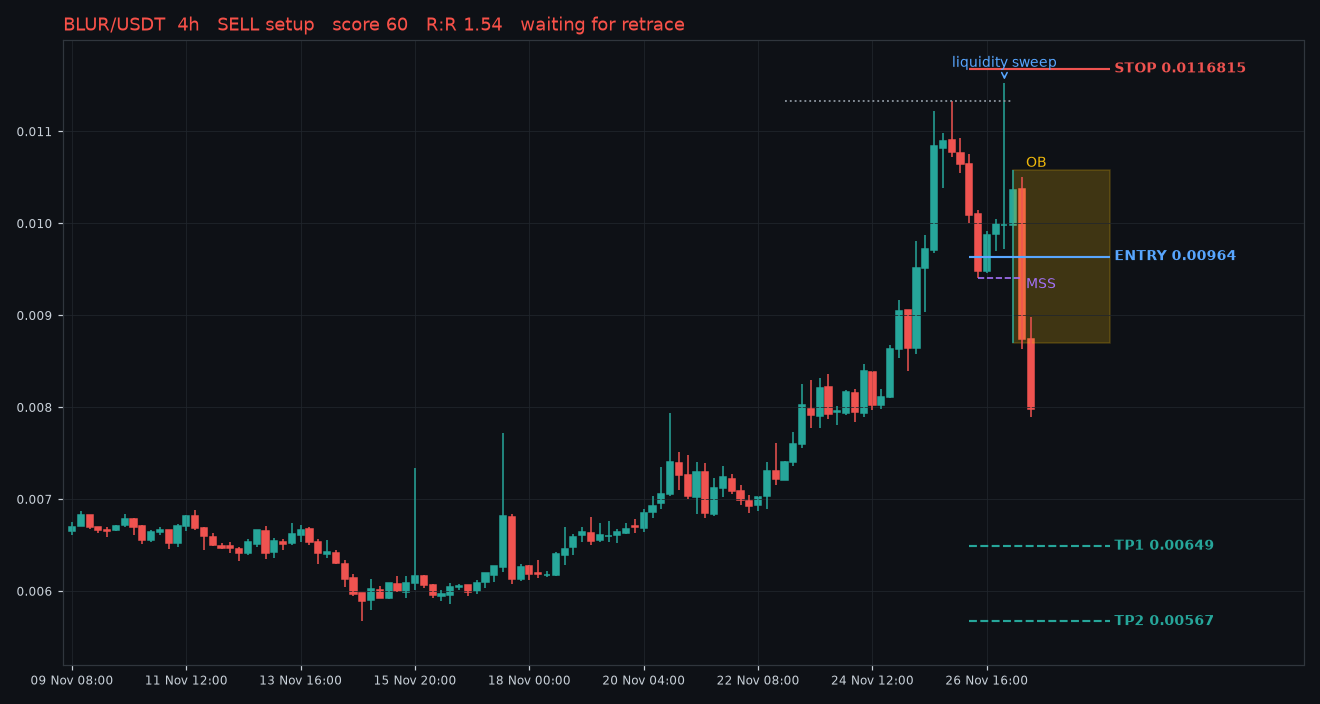 BLUR/USDT 4h SELL setup score 60 R:R 1.54 waiting for retrace
liquidity sweep
STOP 0.0116815
0.011
OB
0.010
ENTRY 0.00964
MSS
0.009
0.008
0.007
TP1 0.00649
0.006
TP2 0.00567
09 Nov 08:00 11 Nov 12:00 13 Nov 16:00 15 Nov 20:00 18 Nov 00:00 20 Nov 04:00 22 Nov 08:00 24 Nov 12:00 26 Nov 16:00